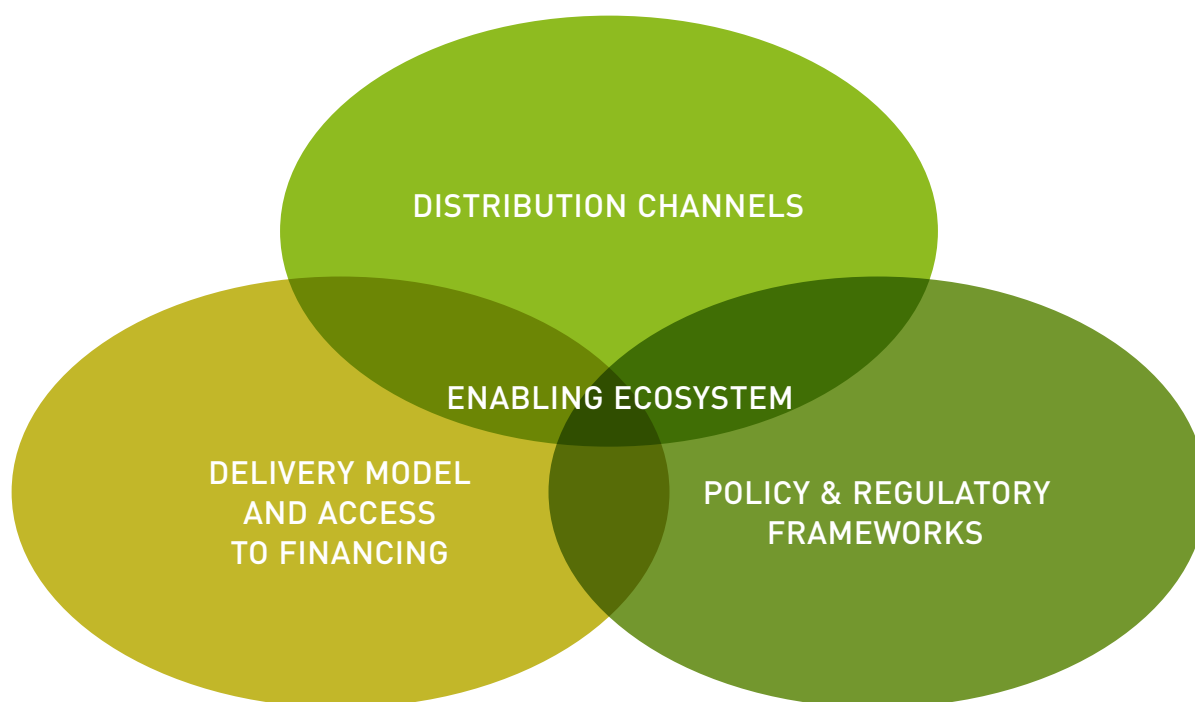 DISTRIBUTION CHANNELS
ENABLING ECOSYSTEM
DELIVERY MODEL
AND ACCESS
TO FINANCING
POLICY & REGULATORY
FRAMEWORKS